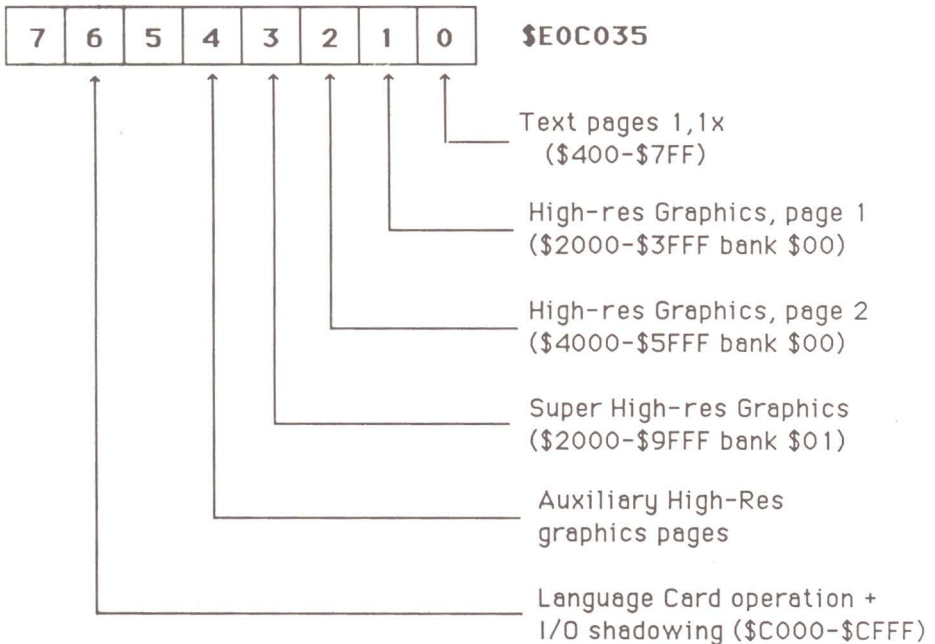 7 6 5 4 3 2 1 0 $E0C035
Text pages 1,1x
($400-$7FF)
High-res Graphics, page 1
($2000-$3FFF bank $00)
High-res Graphics, page 2
($4000-$5FFF bank $00)
Super High-res Graphics
($2000-$9FFF bank $01)
Auxiliary High-Res
graphics pages
Language Card operation +
I/O shadowing ($C000-$CFFF)